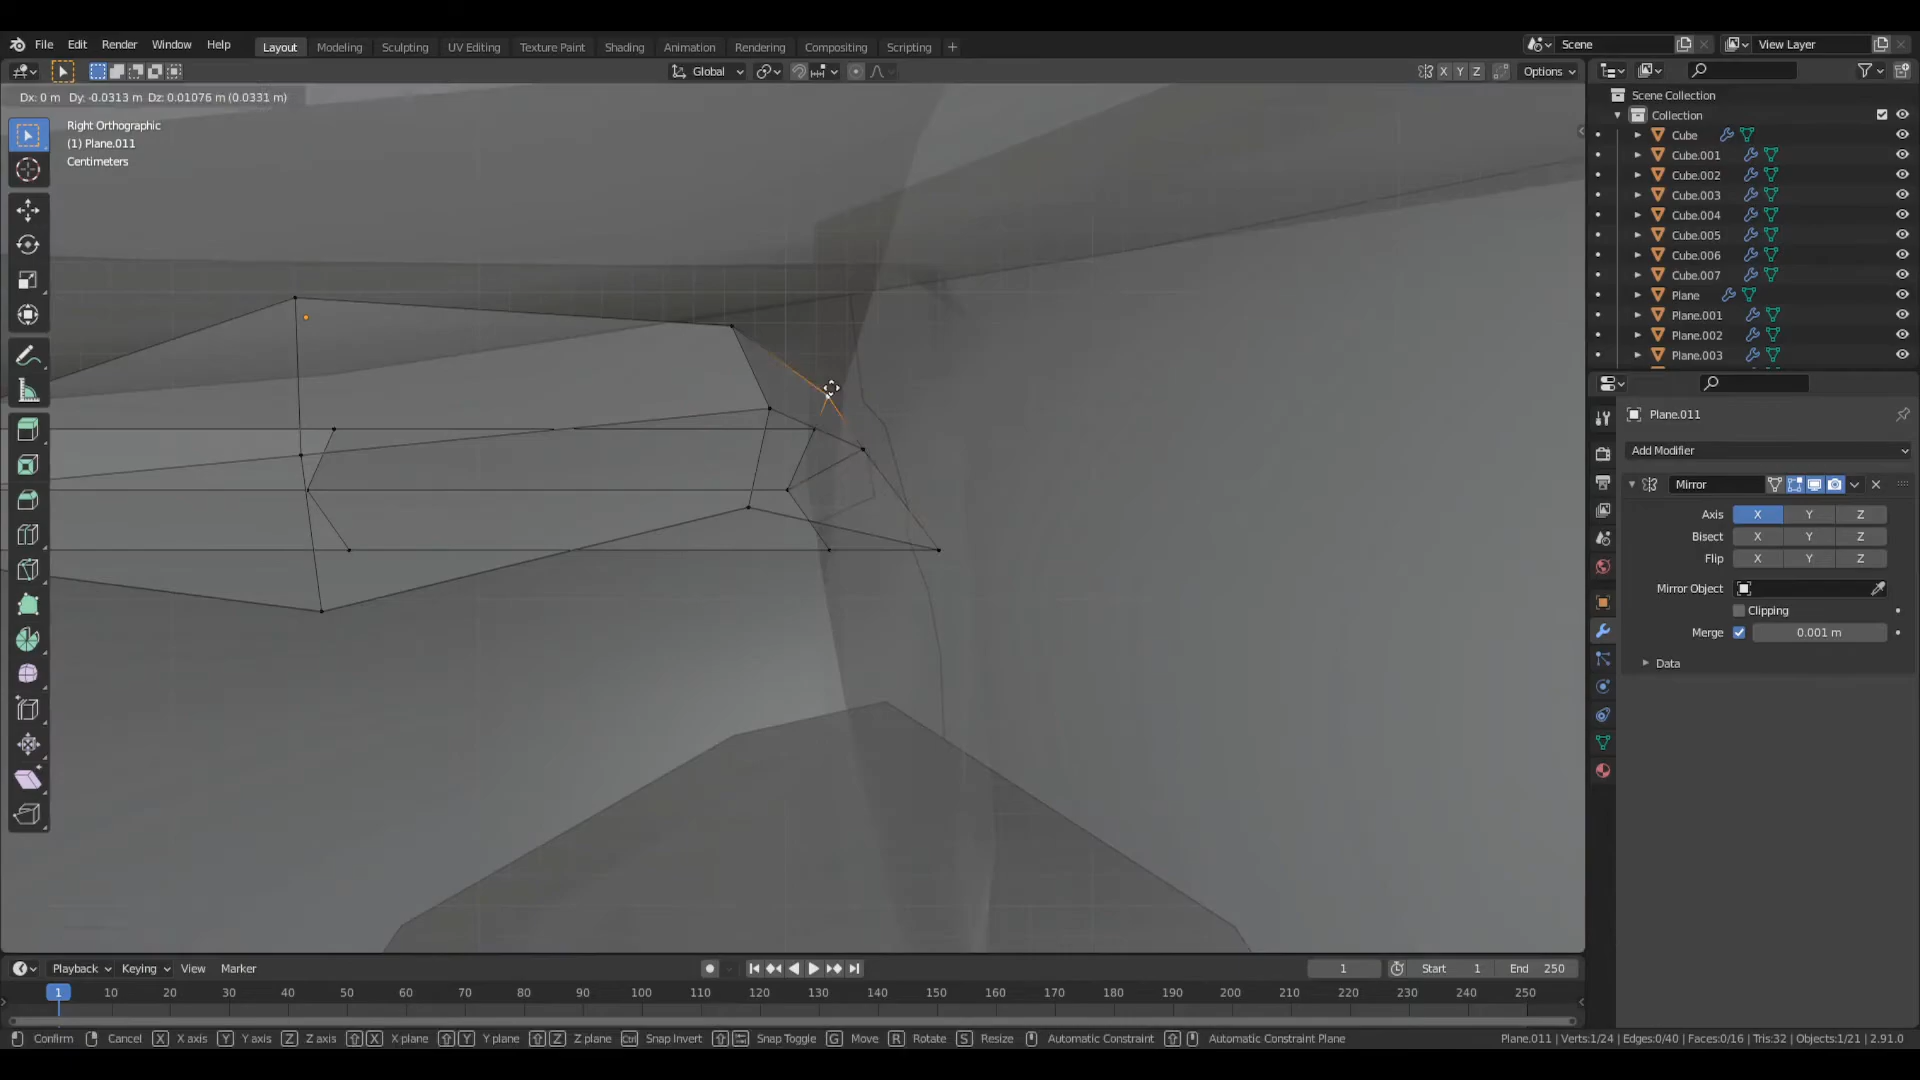 File Edit Render Window Help Layout Modeling Sculpting UV Editing Texture Paint Shading Animation Rendering Compositing Scripting + Scene View Layer
Global X Y Z Options
Dx: 0 m Dy: -0.0313 m Dz: 0.01076 m (0.0331 m)
Right Orthographic
(1) Plane.011
Centimeters
Scene Collection
Collection
Cube
Cube.001
Cube.002
Cube.003
Cube.004
Cube.005
Cube.006
Cube.007
Plane
Plane.001
Plane.002
Plane.003
Plane.011
Add Modifier
Mirror
Axis X Y Z
Bisect X Y Z
Flip X Y Z
Mirror Object
Clipping
Merge 0.001 m
Data
Playback Keying View Marker 1 Start 1 End 250
1 10 20 30 40 50 60 70 80 90 100 110 120 130 140 150 160 170 180 190 200 210 220 230 240 250
Confirm Cancel X X axis Y Y axis Z Z axis X X plane Y Y plane Z Z plane Ctrl Snap Invert Snap Toggle G Move R Rotate S Resize Automatic Constraint Automatic Constraint Plane Plane.011 | Verts:1/24 | Edges:0/40 | Faces:0/16 | Tris:32 | Objects:1/21 | 2.91.0